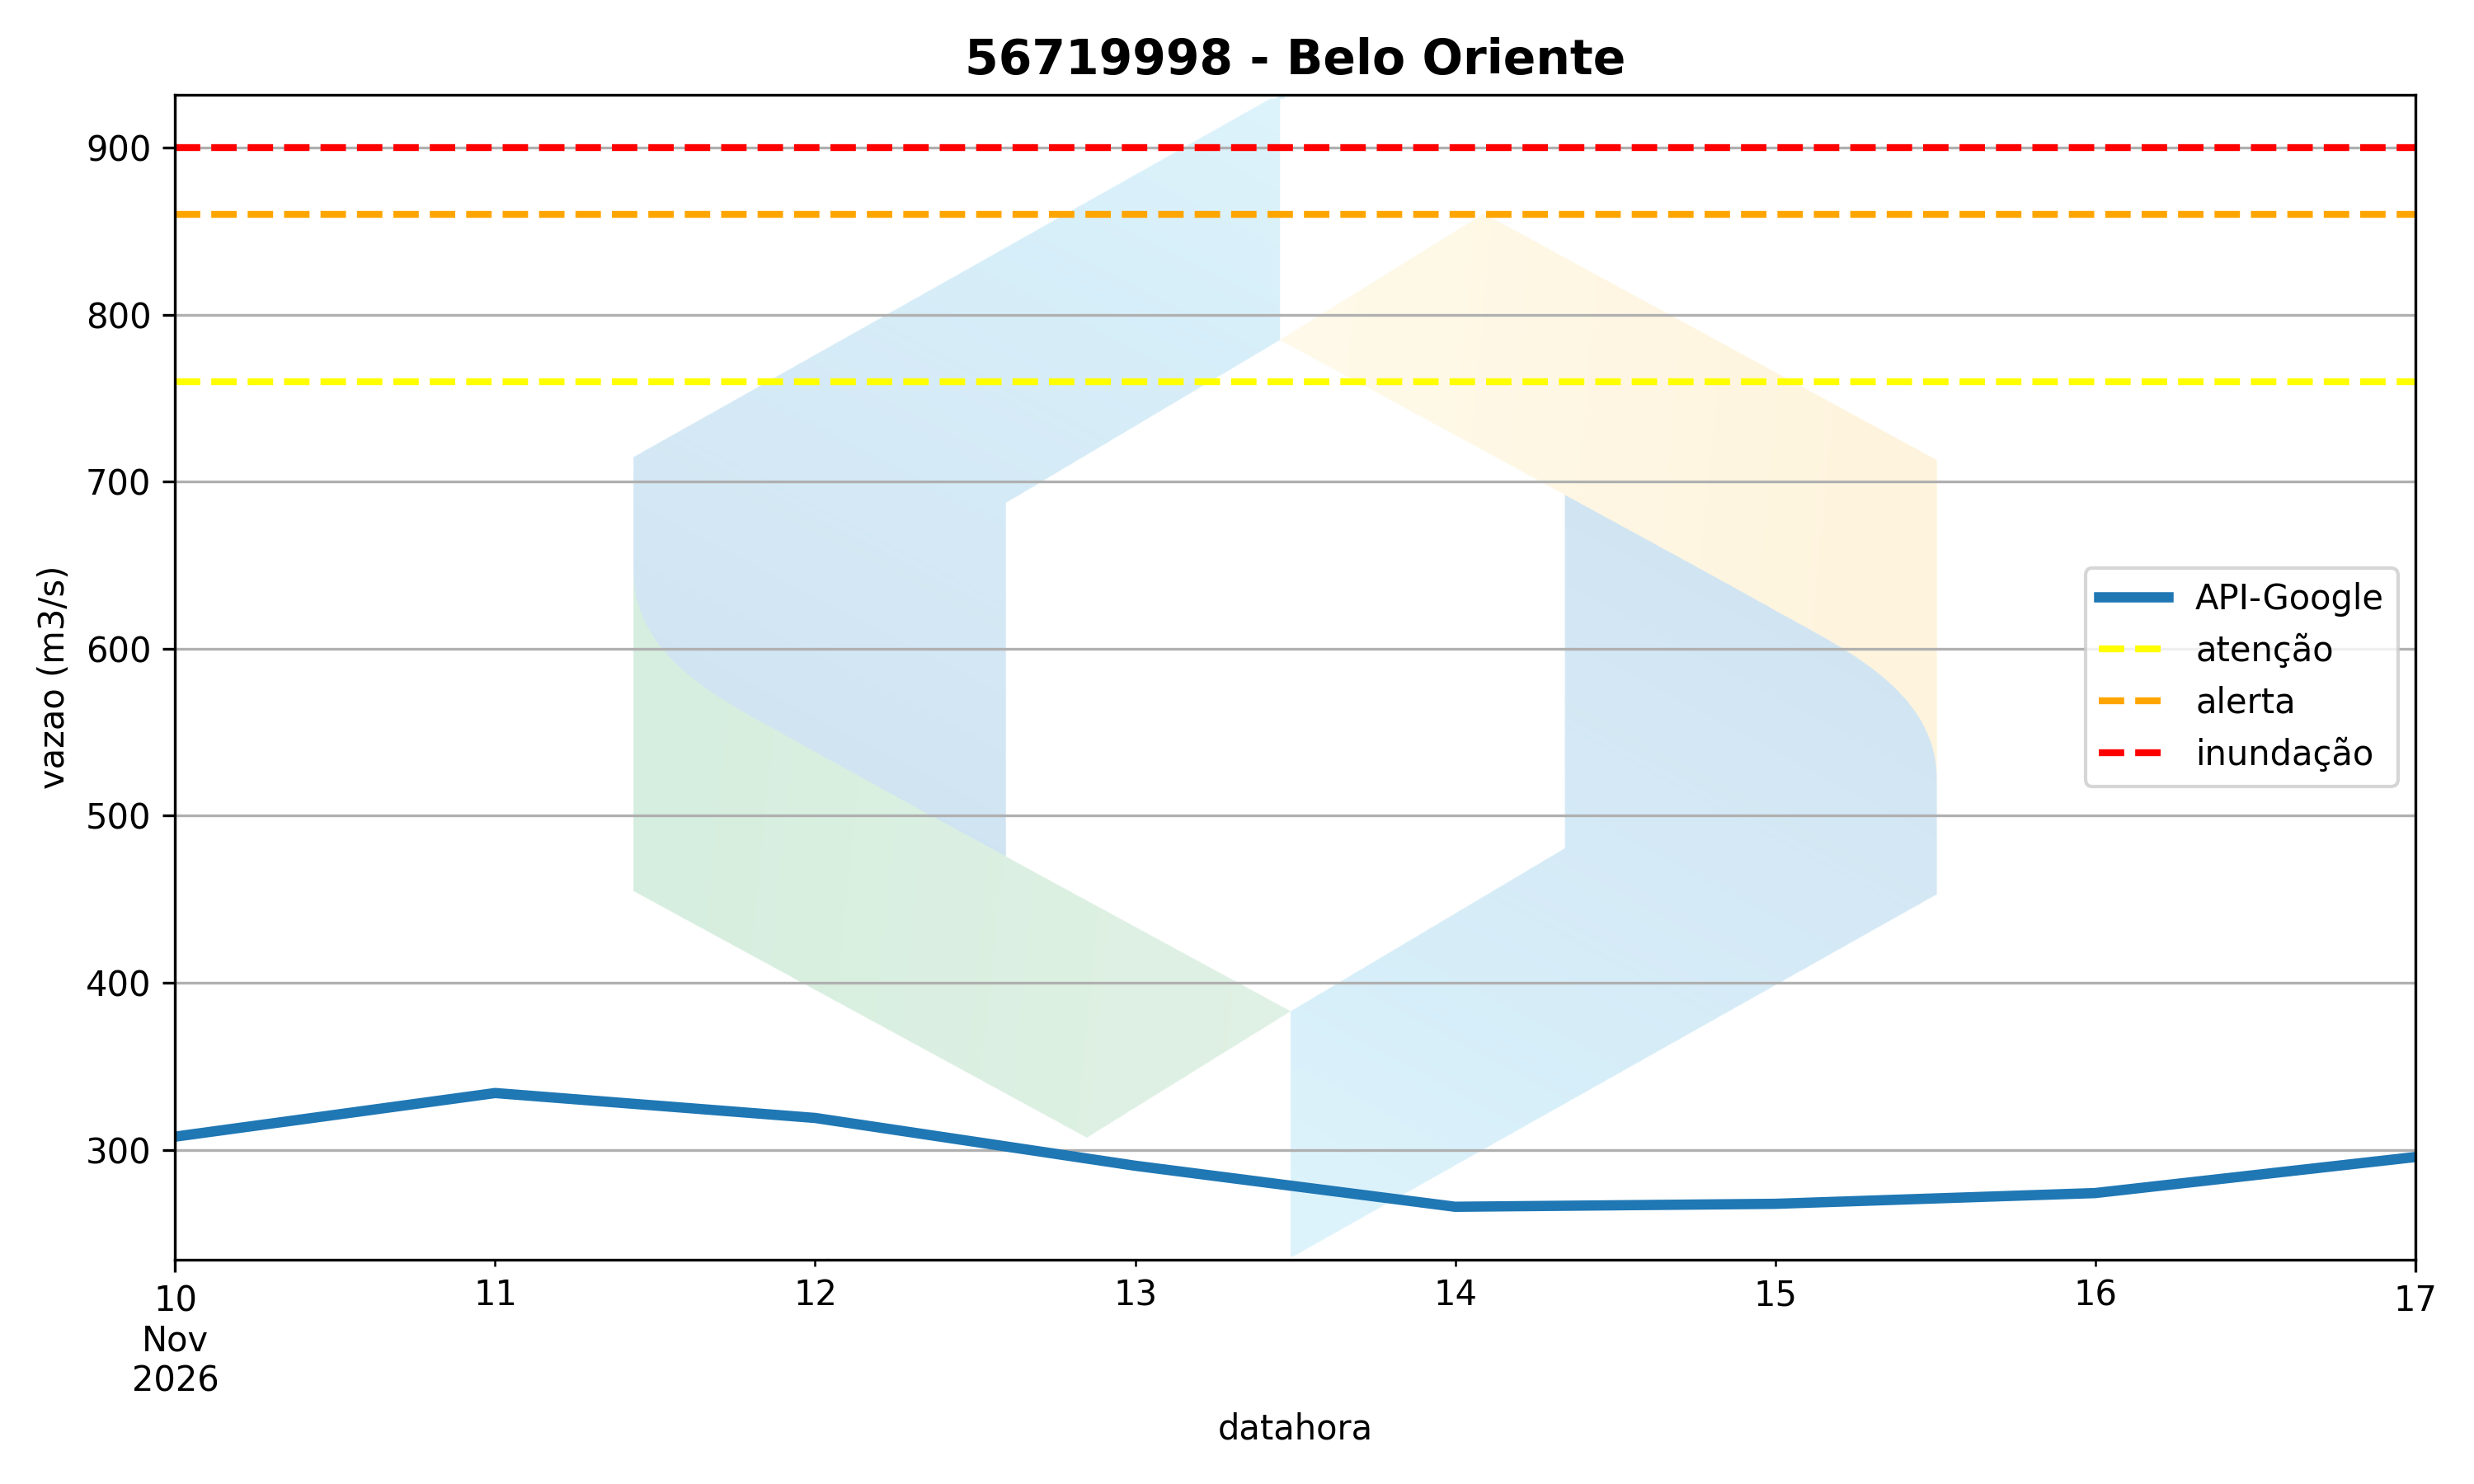 56719998 - Belo Oriente
900
800
700
600
500
400
300
vazao (m3/s)
API-Google
atenção
alerta
inundação
10 11 12 13 14 15 16 17
Nov
2026
datahora